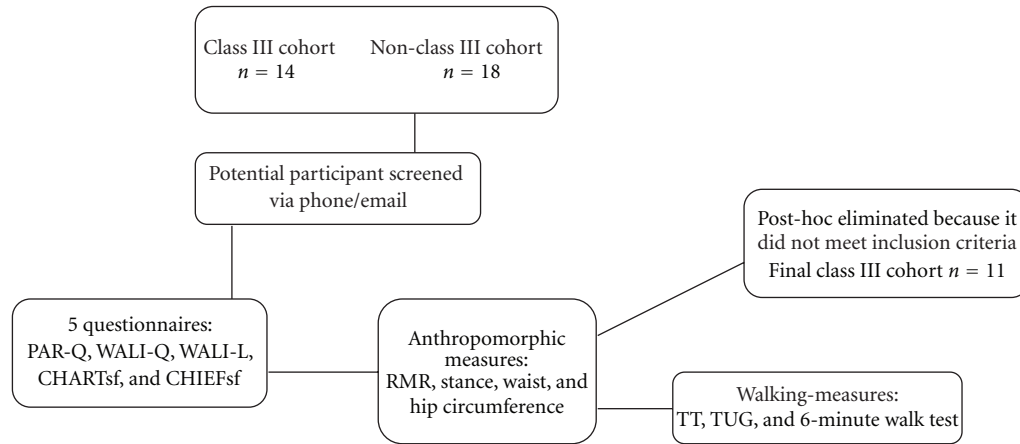 Class III cohort
n = 14
Non-class III cohort
n = 18
Potential participant screened
via phone/email
Post-hoc eliminated because it
did not meet inclusion criteria
Final class III cohort n = 11
5 questionnaires:
PAR-Q, WALI-Q, WALI-L,
CHARTsf, and CHIEFsf
Anthropomorphic
measures:
RMR, stance, waist, and
hip circumference
Walking-measures:
TT, TUG, and 6-minute walk test